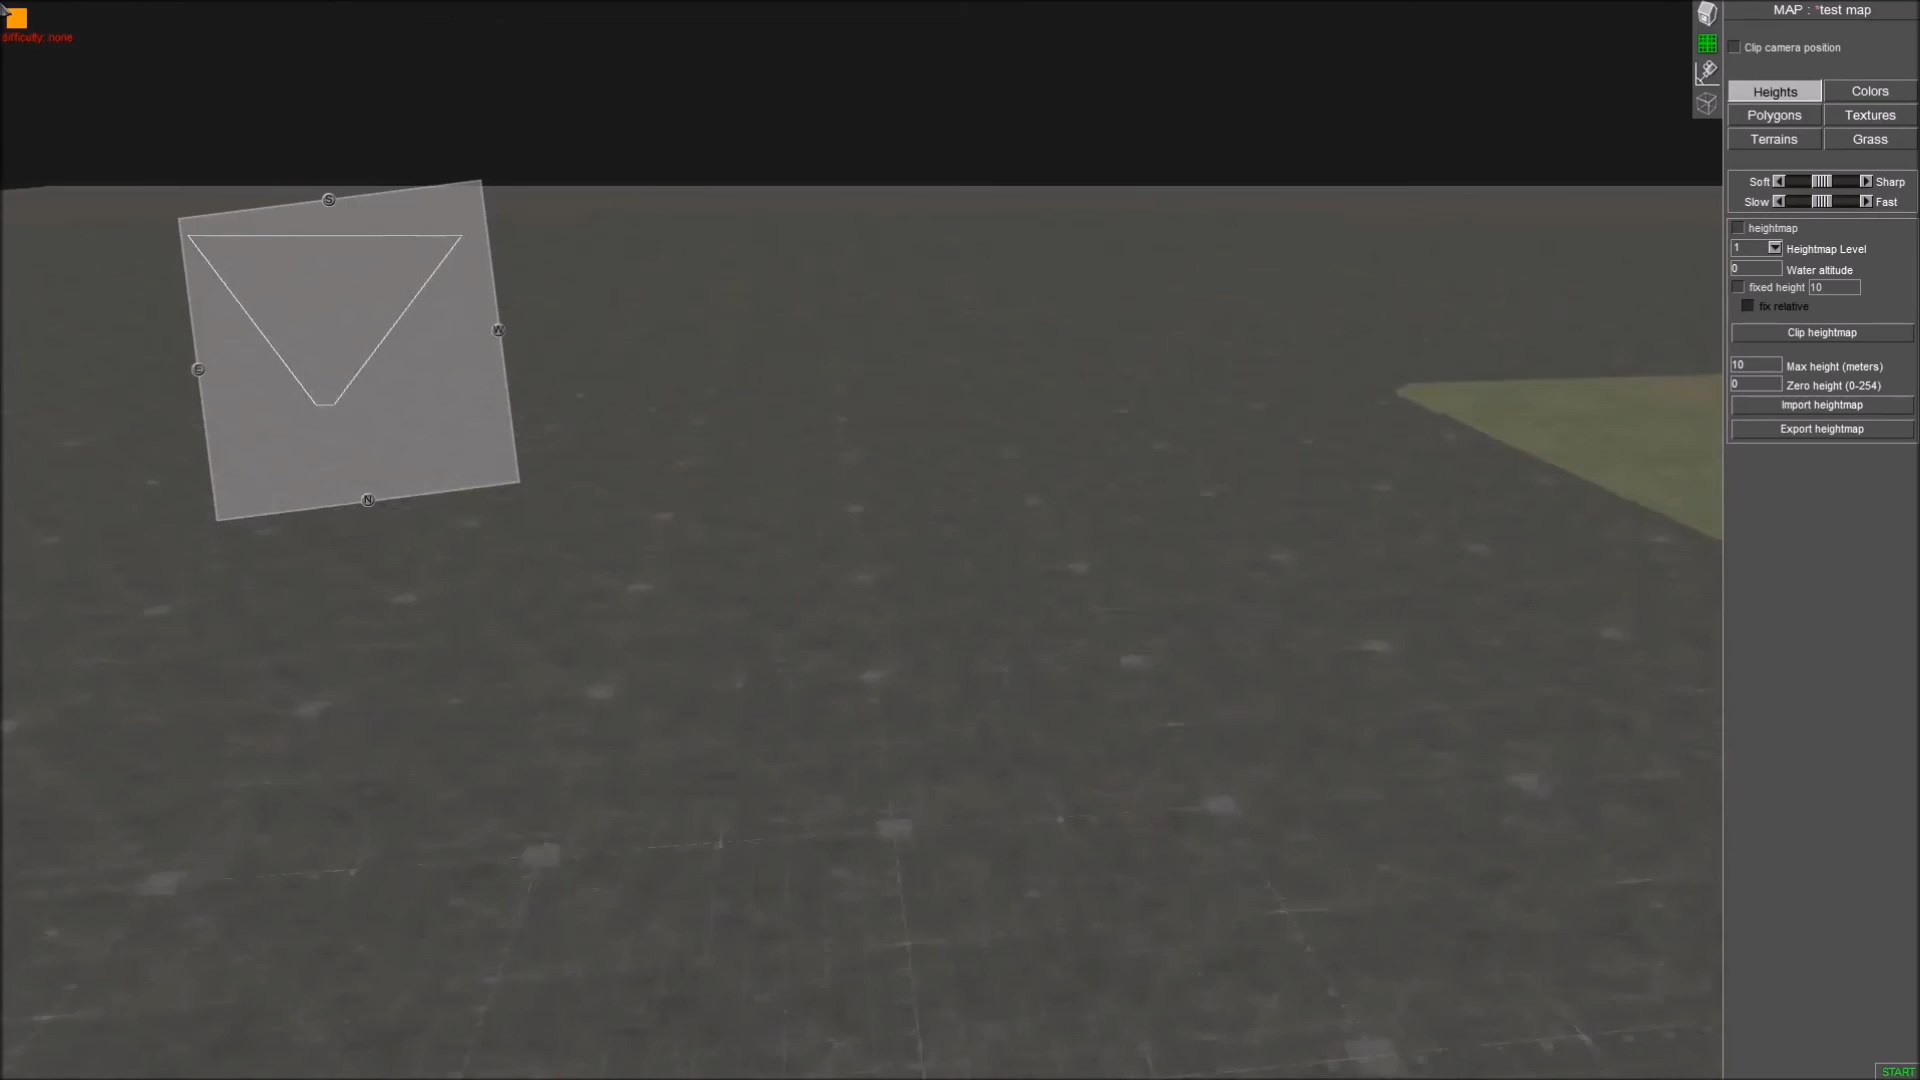 difficulty: none
S
W
E
N
MAP : *test map
Clip camera position
Heights Colors
Polygons Textures
Terrains Grass
Soft Sharp
Slow Fast
heightmap
1 Heightmap Level
0 Water altitude
fixed height 10
fix relative
Clip heightmap
10 Max height (meters)
0 Zero height (0-254)
Import heightmap
Export heightmap
START